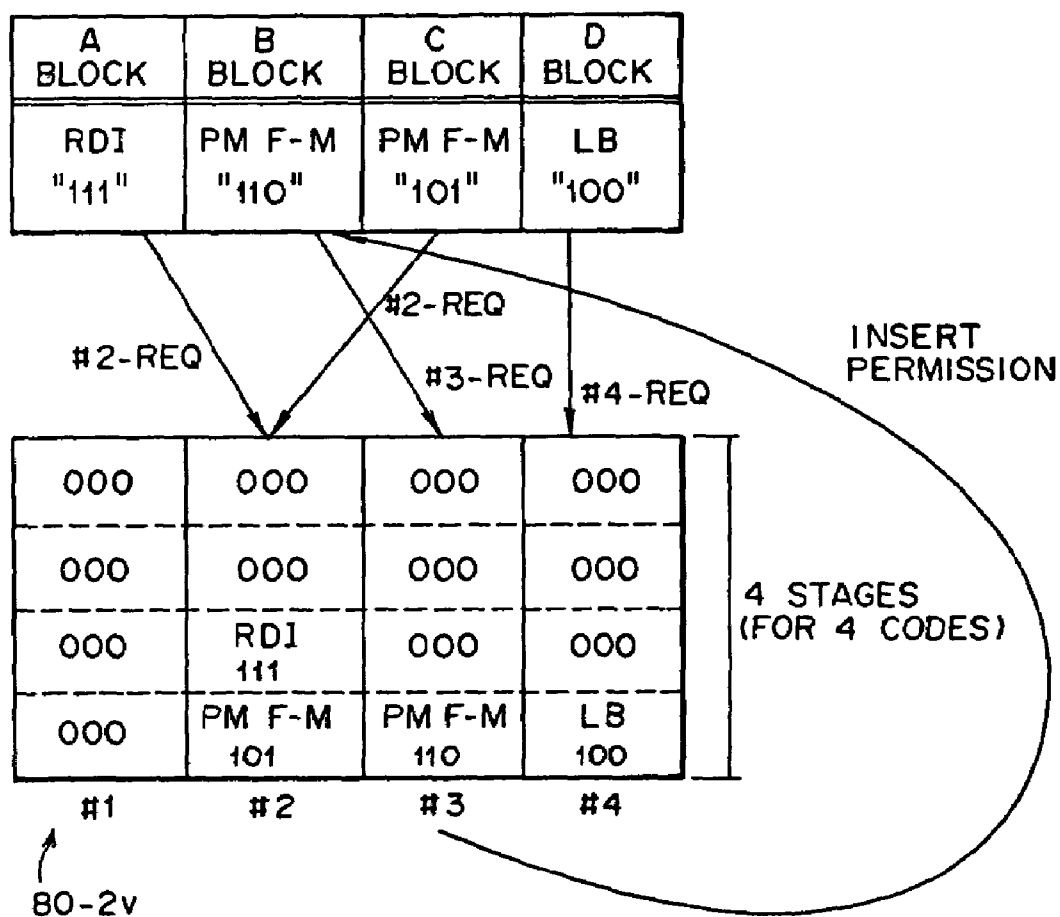 A B C D
BLOCK BLOCK BLOCK BLOCK
RDI PM F-M PM F-M LB
"111" "110" "101" "100"
#2-REQ
#2-REQ
#3-REQ
#4-REQ
INSERT
PERMISSION
000 000 000 000
000 000 000 000
000 RDI 000 000
111
000 PM F-M PM F-M LB
101 110 100
4 STAGES
(FOR 4 CODES)
#1 #2 #3 #4
80-2v